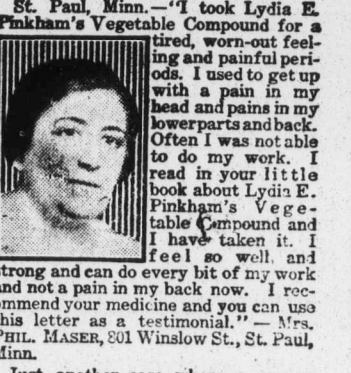 St. Paul, Minn.—"I took Lydia E.
Pinkham's Vegetable Compound for a
tired, worn-out feel-
ing and painful peri-
ods. I used to get up
with a pain in my
head and pains in my
lowerparts and back.
Often I was not able
to do my work. I
read in your little
book about Lydia E.
Pinkham's Vege-
table Compound and
I have taken it. I
feel so well, and
strong and can do every bit of my work
and not a pain in my back now. I rec-
ommend your medicine and you can use
this letter as a testimonial."—Mrs.
PHIL. MASER, 801 Winslow St., St. Paul,
Minn.
Just another